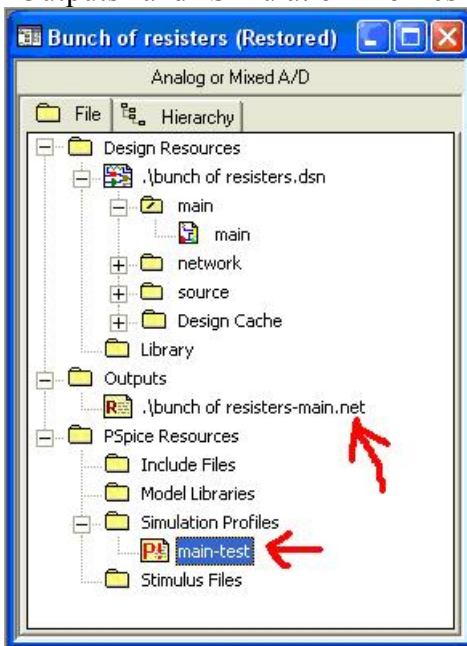 Bunch of resisters (Restored)
Analog or Mixed A/D
File Hierarchy
Design Resources
.\bunch of resisters.dsn
main
main
network
source
Design Cache
Library
Outputs
.\bunch of resisters-main.net
PSpice Resources
Include Files
Model Libraries
Simulation Profiles
main-test
Stimulus Files